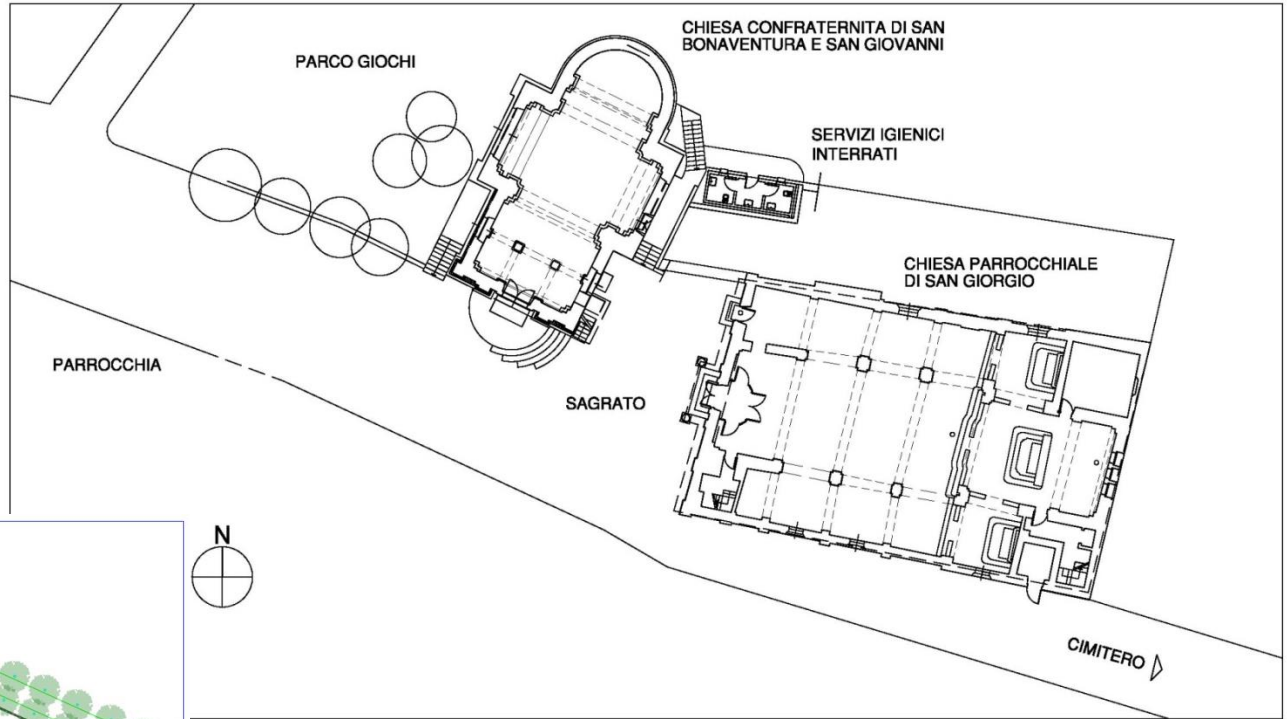 CHIESA CONFRATERNITA DI SAN
BONAVENTURA E SAN GIOVANNI
PARCO GIOCHI
SERVIZI IGIENICI
INTERRATI
CHIESA PARROCCHIALE
DI SAN GIORGIO
PARROCCHIA
SAGRATO
N
CIMITERO